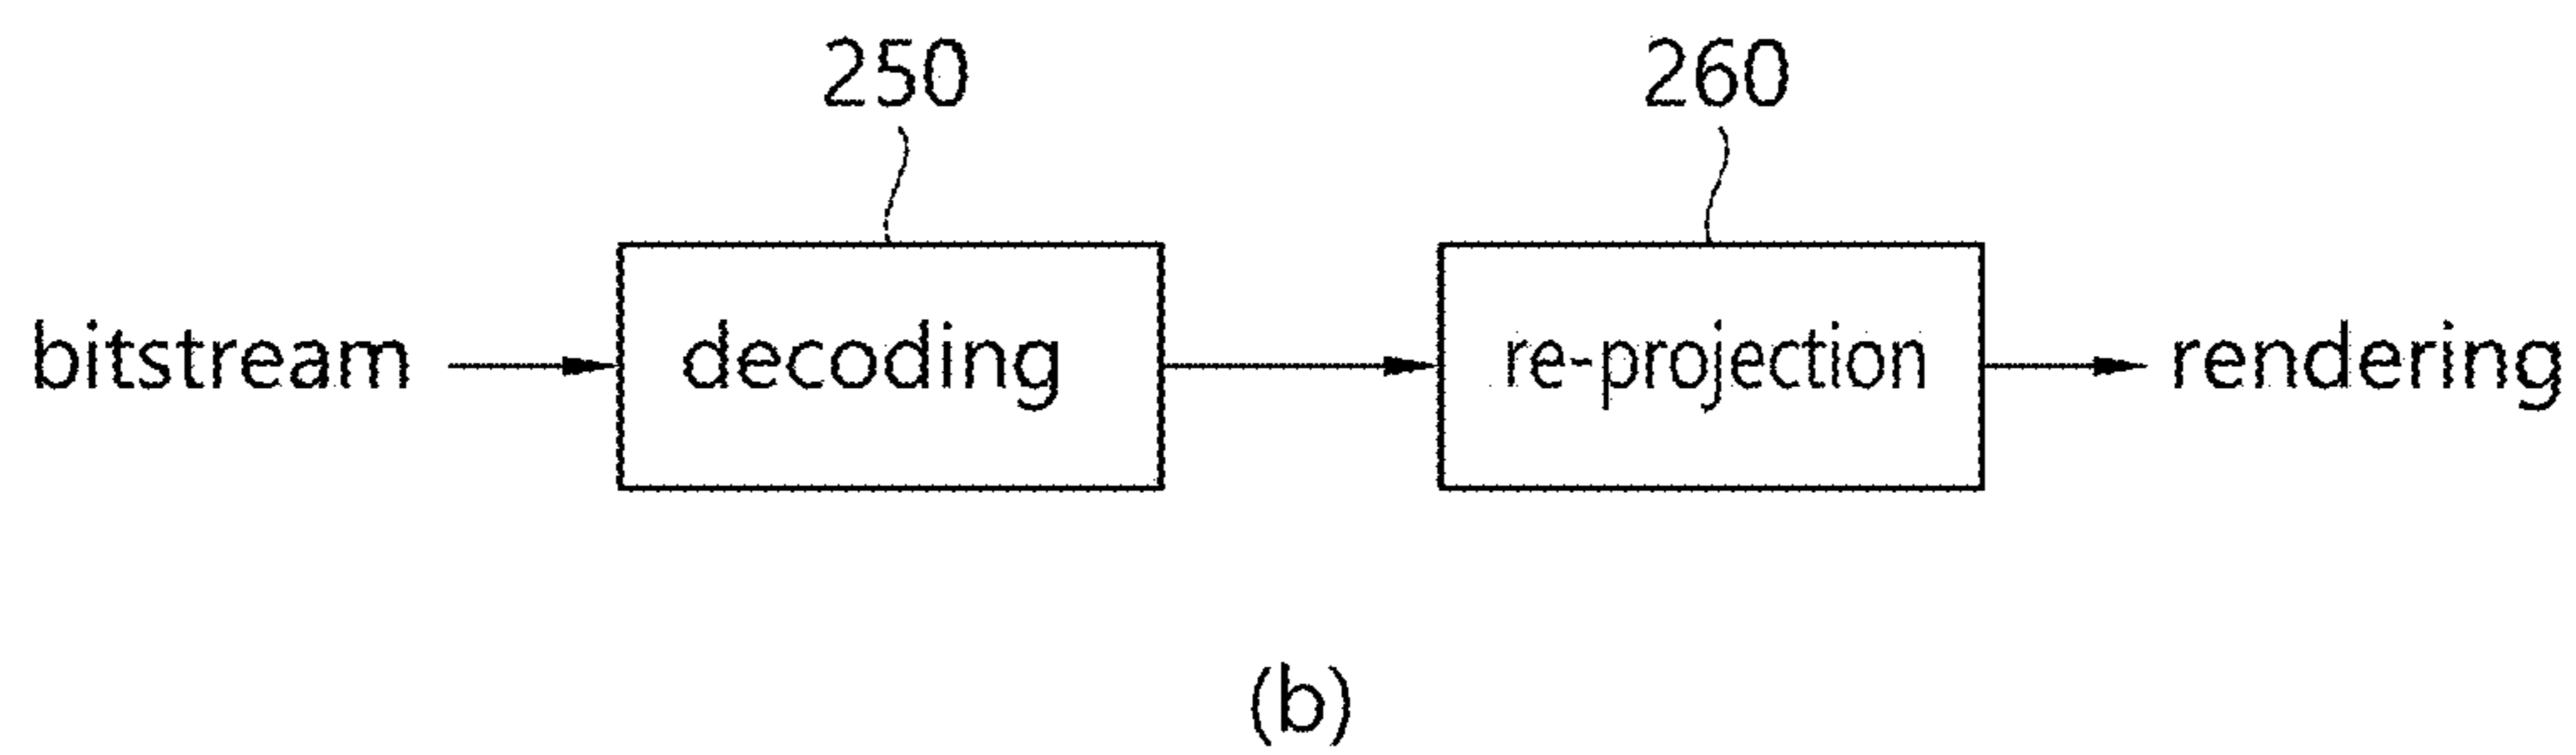 250 260
bitstream decoding re-projection rendering
(b)